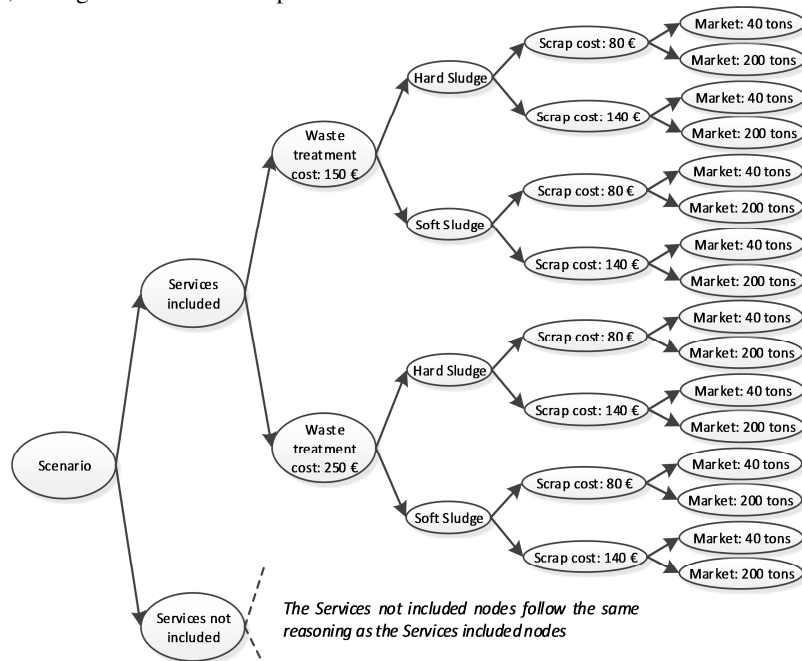 Market: 40 tons
Scrap cost: 80 €
Market: 200 tons
Hard Sludge
Market: 40 tons
Scrap cost: 140 €
Market: 200 tons
Waste
treatment
cost: 150 €
Market: 40 tons
Scrap cost: 80 €
Market: 200 tons
Soft Sludge
Market: 40 tons
Scrap cost: 140 €
Market: 200 tons
Services
included
Market: 40 tons
Scrap cost: 80 €
Market: 200 tons
Hard Sludge
Market: 40 tons
Scrap cost: 140 €
Market: 200 tons
Waste
treatment
cost: 250 €
Scenario
Market: 40 tons
Scrap cost: 80 €
Market: 200 tons
Soft Sludge
Market: 40 tons
Scrap cost: 140 €
Market: 200 tons
Services not
included
The Services not included nodes follow the same
reasoning as the Services included nodes